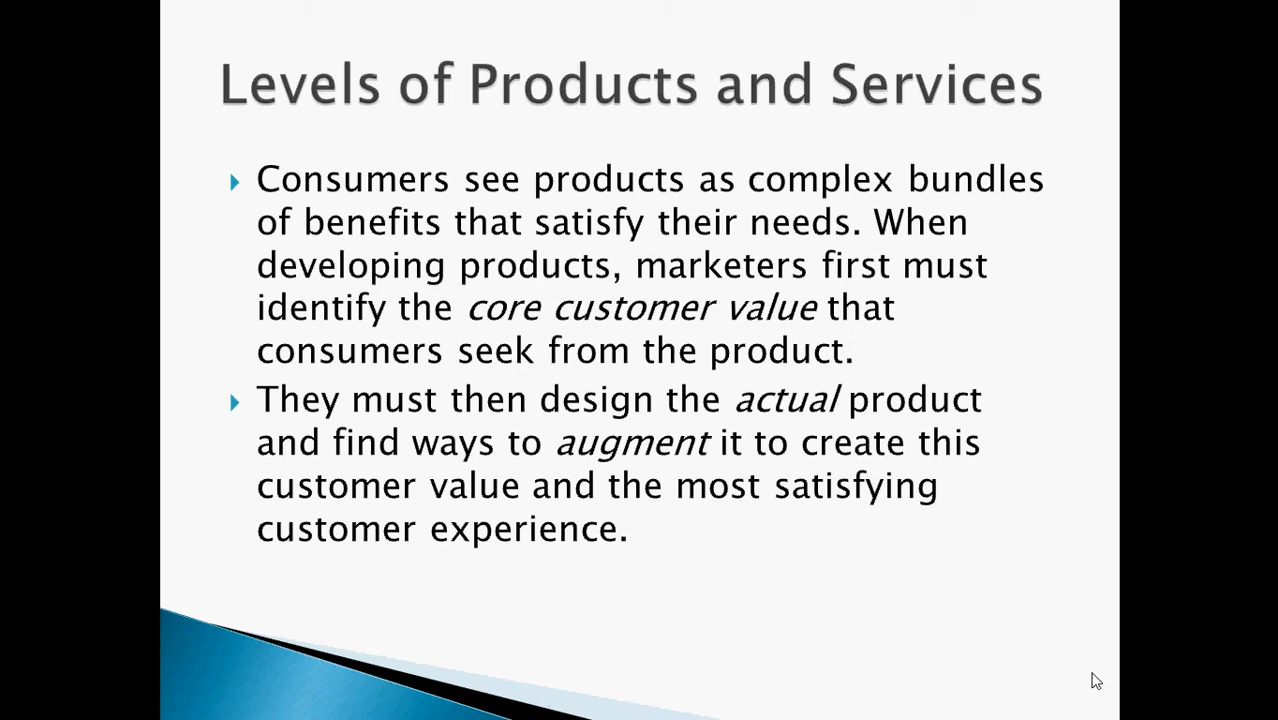 Levels of Products and Services
Consumers see products as complex bundles
of benefits that satisfy their needs. When
developing products, marketers first must
identify the core customer value that
consumers seek from the product.
They must then design the actual product
and find ways to augment it to create this
customer value and the most satisfying
customer experience.